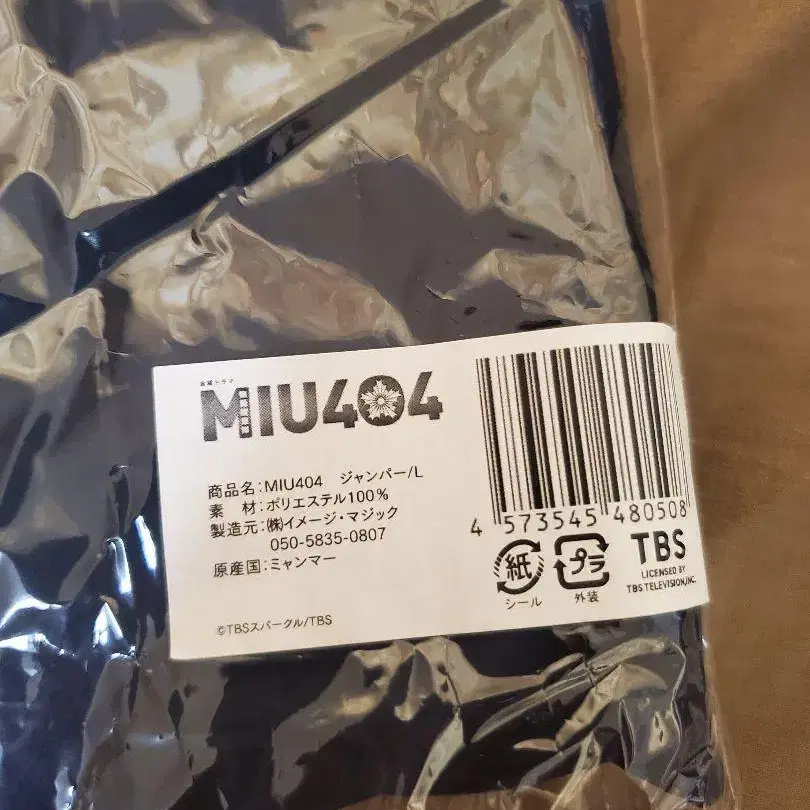 金曜ドラマ
MIU404
商品名：MIU404　ジャンパー/L
素　材：ポリエステル100%
製造元：㈱イメージ・マジック
050-5835-0807
原産国：ミャンマー
©TBSスパークル/TBS
4 573545 480508
紙
シール
プラ
外装
TBS
LICENSED BY
TBS TELEVISION,INC.